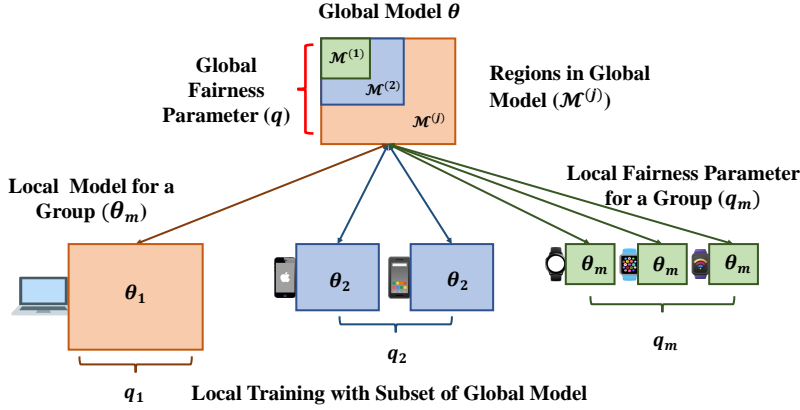 Global Model θ
ℳ⁽¹⁾
ℳ⁽²⁾
ℳ⁽ʲ⁾
Global
Fairness
Parameter (q)
Regions in Global
Model (ℳ⁽ʲ⁾)
Local Model for a
Group (θₘ)
Local Fairness Parameter
for a Group (qₘ)
θ₁
θ₂
θ₂
θₘ
θₘ
θₘ
q₁
q₂
qₘ
Local Training with Subset of Global Model